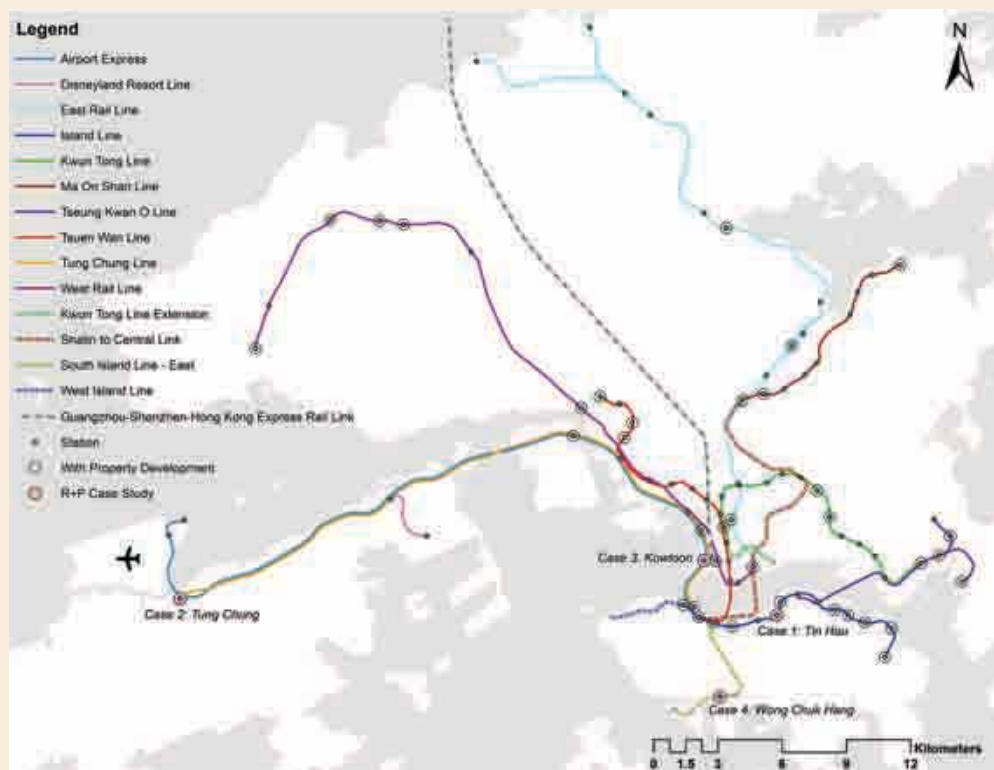 Legend
Airport Express
Disneyland Resort Line
East Rail Line
Island Line
Kwun Tong Line
Ma On Shan Line
Tseung Kwan O Line
Tsuen Wan Line
Tung Chung Line
West Rail Line
Kwun Tong Line Extension
Shatin to Central Link
South Island Line - East
West Island Line
Guangzhou-Shenzhen-Hong Kong Express Rail Link
Station
With Property Development
R+P Case Study
N
Case 3. Kowloon
Case 2: Tung Chung
Case 1: Tin Hau
Case 4: Wong Chuk Hang
Kilometers
0 1.5 3 6 9 12